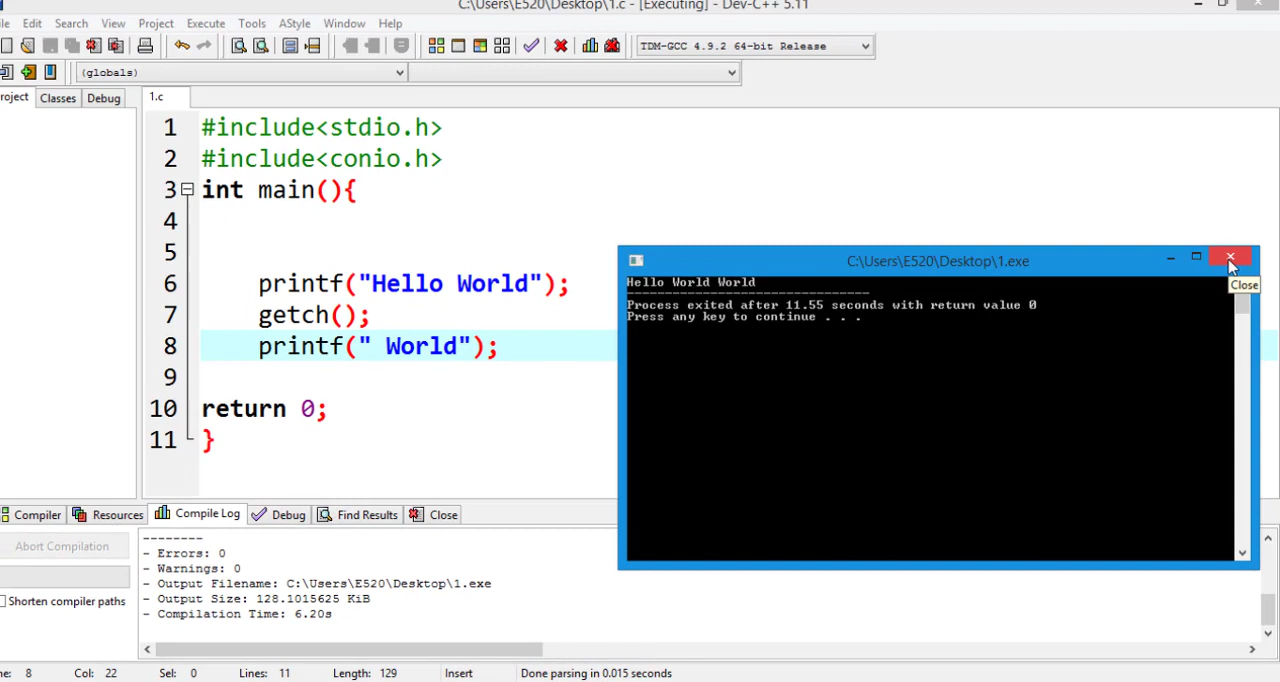 C:\Users\E520\Desktop\1.c - [Executing] - Dev-C++ 5.11
Edit Search View Project Execute Tools AStyle Window Help
TDM-GCC 4.9.2 64-bit Release
(globals)
Classes Debug 1.c
1 #include<stdio.h>
2 #include<conio.h>
3 int main(){
4
5
6 printf("Hello World");
7 getch();
8 printf(" World");
9
10 return 0;
11 }
C:\Users\E520\Desktop\1.exe
Close
Hello World World
--------------------------------
Process exited after 11.55 seconds with return value 0
Press any key to continue . . .
Compiler Resources Compile Log Debug Find Results Close
Abort Compilation
Shorten compiler paths
--------
- Errors: 0
- Warnings: 0
- Output Filename: C:\Users\E520\Desktop\1.exe
- Output Size: 128.1015625 KiB
- Compilation Time: 6.20s
8 Col: 22 Sel: 0 Lines: 11 Length: 129 Insert Done parsing in 0.015 seconds